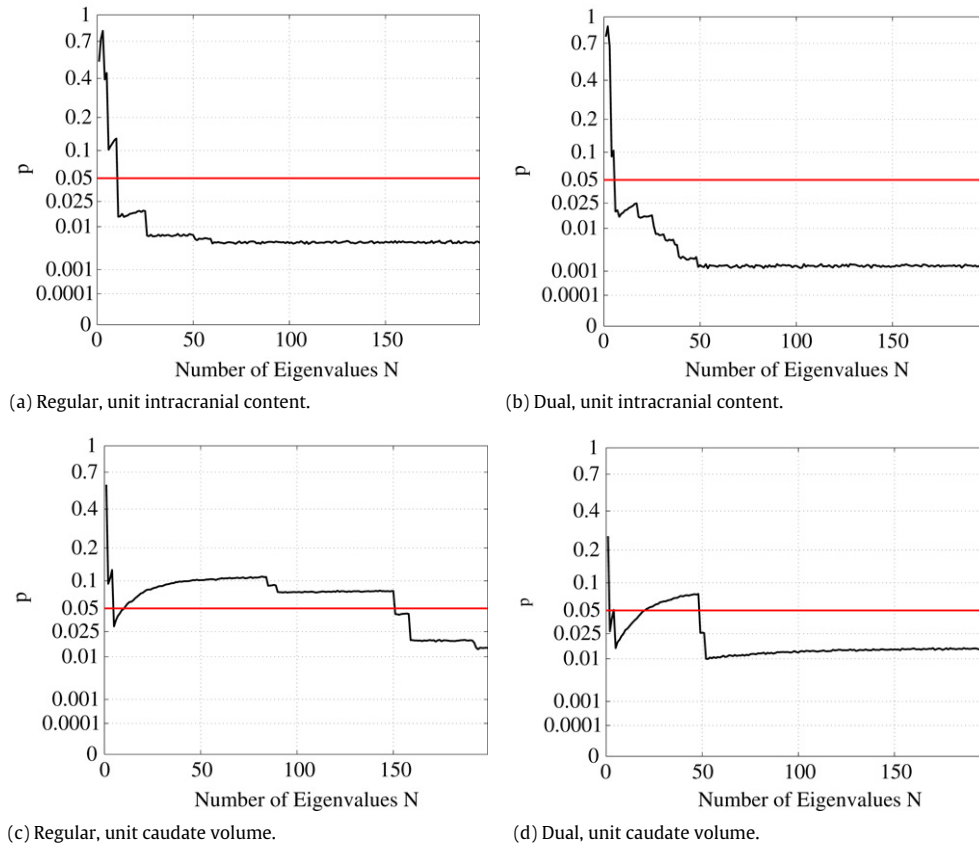 1
0.7
0.4
0.2
0.1
0.05
0.025
0.01
0.001
0.0001
0
p
0 50 100 150
Number of Eigenvalues N
(a) Regular, unit intracranial content.
1
0.7
0.4
0.2
0.1
0.05
0.025
0.01
0.001
0.0001
0
p
0 50 100 150
Number of Eigenvalues N
(b) Dual, unit intracranial content.
1
0.7
0.4
0.2
0.1
0.05
0.025
0.01
0.001
0.0001
0
p
0 50 100 150
Number of Eigenvalues N
(c) Regular, unit caudate volume.
1
0.7
0.4
0.2
0.1
0.05
0.025
0.01
0.001
0.0001
0
p
0 50 100 150
Number of Eigenvalues N
(d) Dual, unit caudate volume.